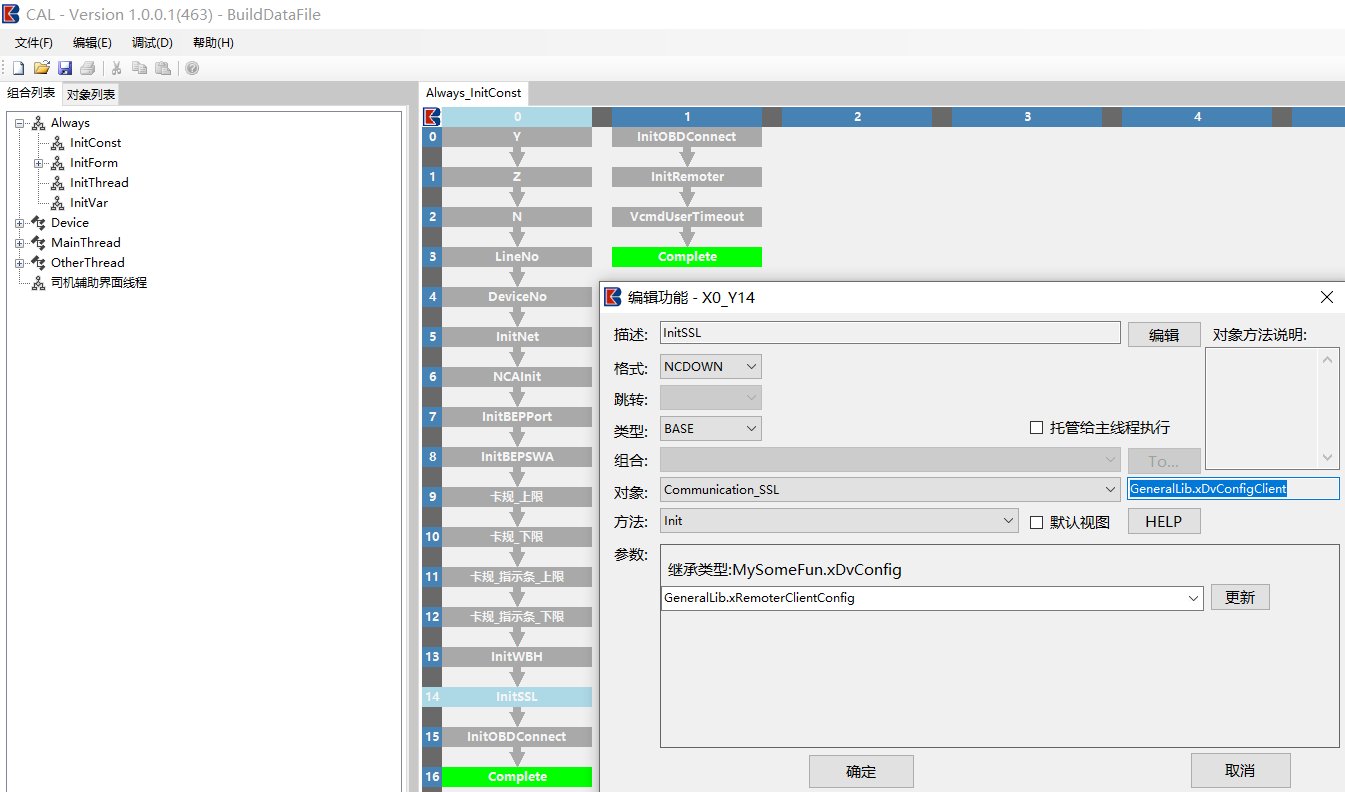 CAL - Version 1.0.0.1(463) - BuildDataFile
文件(F) 编辑(E) 调试(D) 帮助(H)
组合列表 对象列表
Always
InitConst
InitForm
InitThread
InitVar
Device
MainThread
OtherThread
司机辅助界面线程
Always_InitConst
0 1 2 3 4
0 Y InitOBDConnect
1 Z InitRemoter
2 N VcmdUserTimeout
3 LineNo Complete
4 DeviceNo
5 InitNet
6 NCAInit
7 InitBEPPort
8 InitBEPSWA
9 卡规_上限
10 卡规_下限
11 卡规_指示条_上限
12 卡规_指示条_下限
13 InitWBH
14 InitSSL
15 InitOBDConnect
16 Complete
编辑功能 - X0_Y14
描述: InitSSL 编辑 对象方法说明:
格式: NCDOWN
跳转:
类型: BASE 托管给主线程执行
组合: To...
对象: Communication_SSL GeneralLib.xDvConfigClient
方法: Init 默认视图 HELP
参数:
继承类型:MySomeFun.xDvConfig
GeneralLib.xRemoterClientConfig 更新
确定 取消